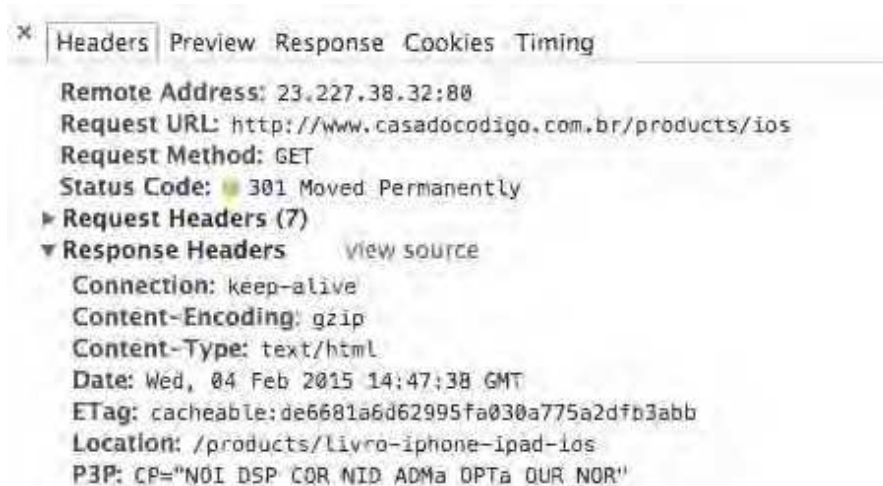 × Headers Preview Response Cookies Timing
Remote Address: 23.227.38.32:80
Request URL: http://www.casadocodigo.com.br/products/ios
Request Method: GET
Status Code: 301 Moved Permanently
▶ Request Headers (7)
▼ Response Headers view source
Connection: keep-alive
Content-Encoding: gzip
Content-Type: text/html
Date: Wed, 04 Feb 2015 14:47:38 GMT
ETag: cacheable:de6681a6d62995fa030a775a2dfb3abb
Location: /products/livro-iphone-ipad-ios
P3P: CP="NOI DSP COR NID ADMa OPTa OUR NOR"